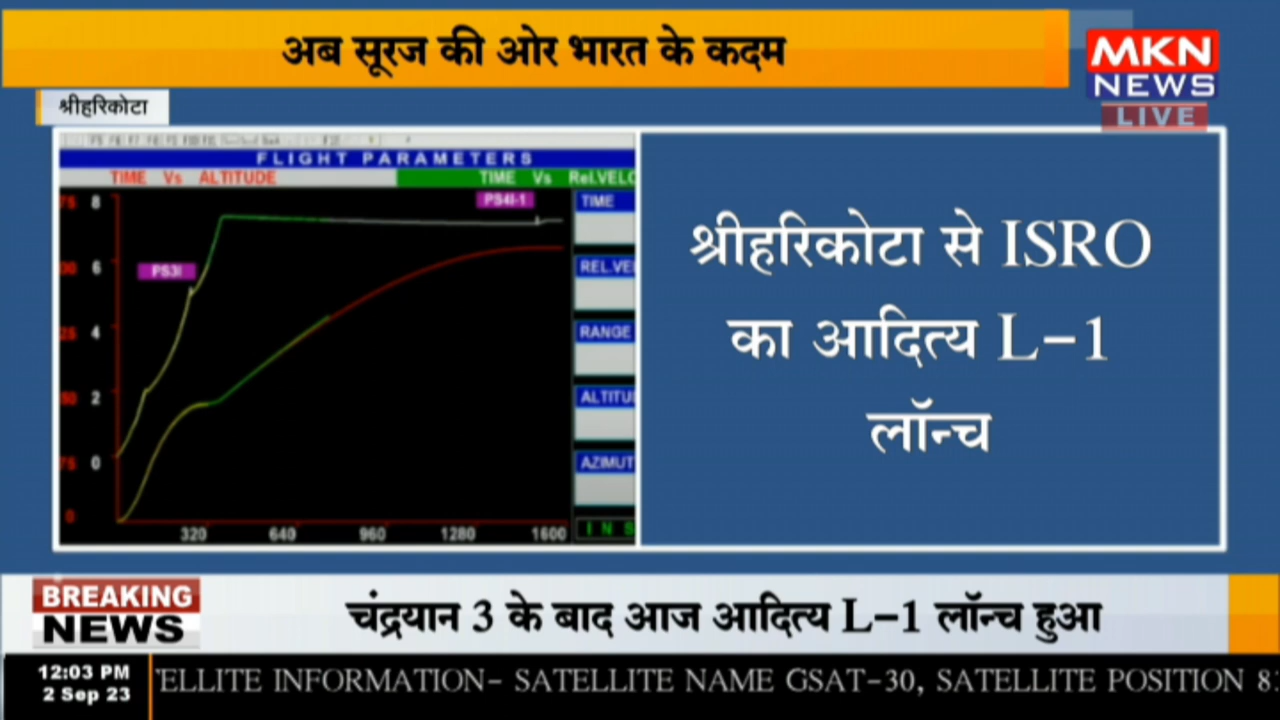 अब सूरज की ओर भारत के कदम
MKN
NEWS
LIVE
श्रीहरिकोटा
FLIGHT PARAMETERS
TIME Vs ALTITUDE
TIME Vs Rel.VELO
PS4I-1
PS3I
8
6
4
2
0
0
320 640 960 1280 1600
TIME
REL.VE
RANGE
ALTITU
AZIMUT
INS
श्रीहरिकोटा से ISRO
का आदित्य L-1
लॉन्च
BREAKING
NEWS
चंद्रयान 3 के बाद आज आदित्य L-1 लॉन्च हुआ
12:03 PM
2 Sep 23
ELLITE INFORMATION- SATELLITE NAME GSAT-30, SATELLITE POSITION 8